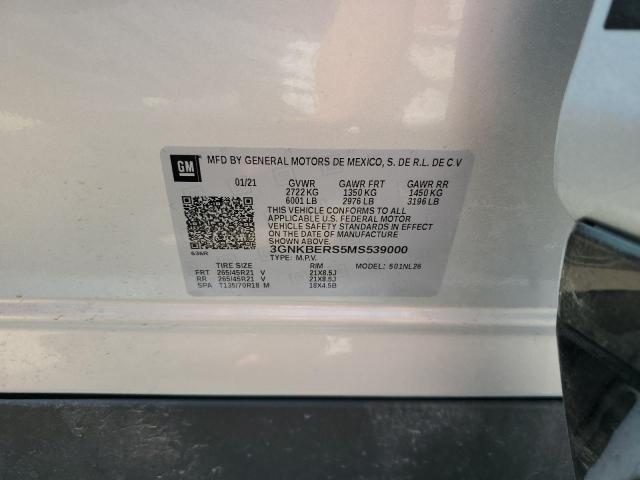 GM MFD BY GENERAL MOTORS DE MEXICO, S. DE R.L. DE C V
01/21 GVWR GAWR FRT GAWR RR
2722 KG 1350 KG 1450 KG
6001 LB 2976 LB 3196 LB
THIS VEHICLE CONFORMS TO ALL
APPLICABLE U.S. FEDERAL MOTOR
VEHICLE SAFETY STANDARDS IN EFFECT
ON THE DATE OF MANUFACTURE
3GNKBERS5MS539000
TYPE: M.P.V. MODEL: 501NL26
636R
TIRE SIZE RIM
FRT 265/45R21 V 21X8.5J
RR 265/45R21 V 21X8.5J
SPA T135/70R18 M 18X4.5B